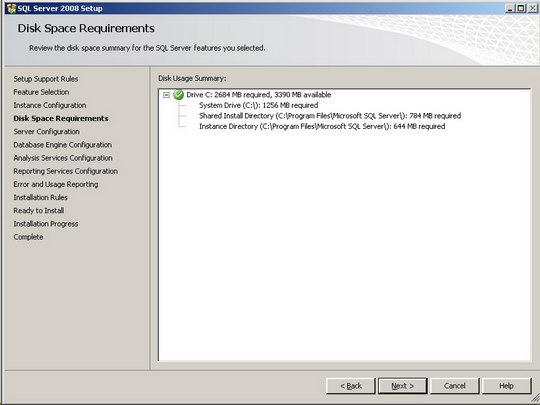 SQL Server 2008 Setup
Disk Space Requirements
Review the disk space summary for the SQL Server features you selected.
Setup Support Rules
Feature Selection
Instance Configuration
Disk Space Requirements
Server Configuration
Database Engine Configuration
Analysis Services Configuration
Reporting Services Configuration
Error and Usage Reporting
Installation Rules
Ready to Install
Installation Progress
Complete
Disk Usage Summary:
Drive C: 2684 MB required, 3390 MB available
System Drive (C:\): 1256 MB required
Shared Install Directory (C:\Program Files\Microsoft SQL Server\): 784 MB required
Instance Directory (C:\Program Files\Microsoft SQL Server\): 644 MB required
< Back
Next >
Cancel
Help